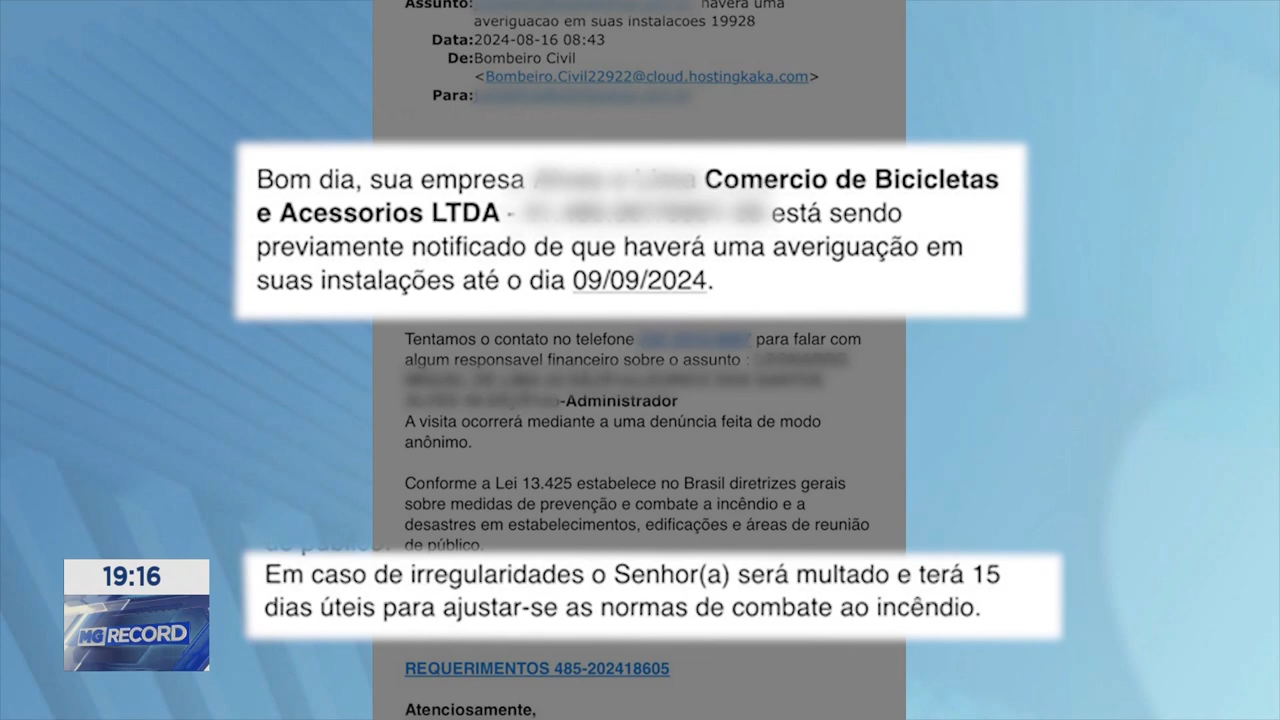 Assunto: haverá uma
averiguacao em suas instalacoes 19928
Data:2024-08-16 08:43
De:Bombeiro Civil
<Bombeiro.Civil22922@cloud.hostingkaka.com>
Para:
Bom dia, sua empresa Comercio de Bicicletas
e Acessorios LTDA - está sendo
previamente notificado de que haverá uma averiguação em
suas instalações até o dia 09/09/2024.
Tentamos o contato no telefone para falar com
algum responsavel financeiro sobre o assunto :
-Administrador
A visita ocorrerá mediante a uma denúncia feita de modo
anônimo.
Conforme a Lei 13.425 estabelece no Brasil diretrizes gerais
sobre medidas de prevenção e combate a incêndio e a
desastres em estabelecimentos, edificações e áreas de reunião
de público.
Em caso de irregularidades o Senhor(a) será multado e terá 15
dias úteis para ajustar-se as normas de combate ao incêndio.
REQUERIMENTOS 485-202418605
Atenciosamente,
19:16
MG RECORD